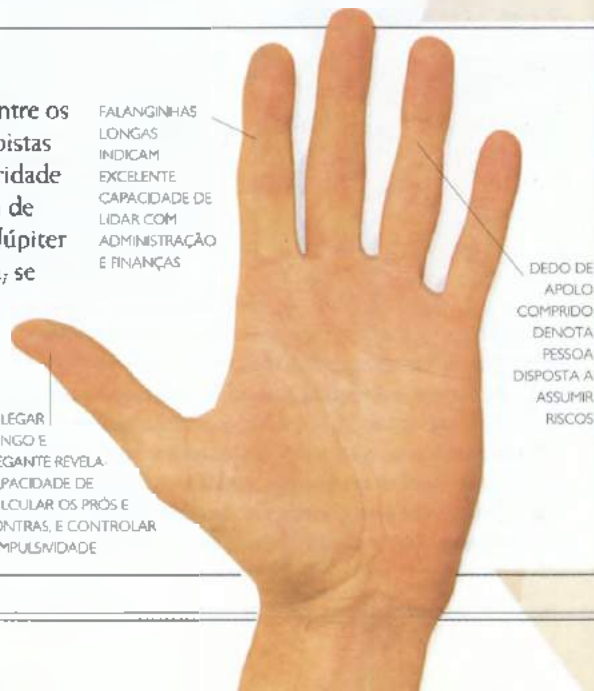 ntre os
pistas
ridade
de
Júpiter
, se
FALANGINHAS
LONGAS
INDICAM
EXCELENTE
CAPACIDADE DE
LIDAR COM
ADMINISTRAÇÃO
E FINANÇAS
DEDO DE
APOLO
COMPRIDO
DENOTA
PESSOA
DISPOSTA A
ASSUMIR
RISCOS
LEGAR
NGO E
EGANTE REVELA
PACIDADE DE
LCULAR OS PRÓS E
ONTRAS, E CONTROLAR
MPULSIVIDADE